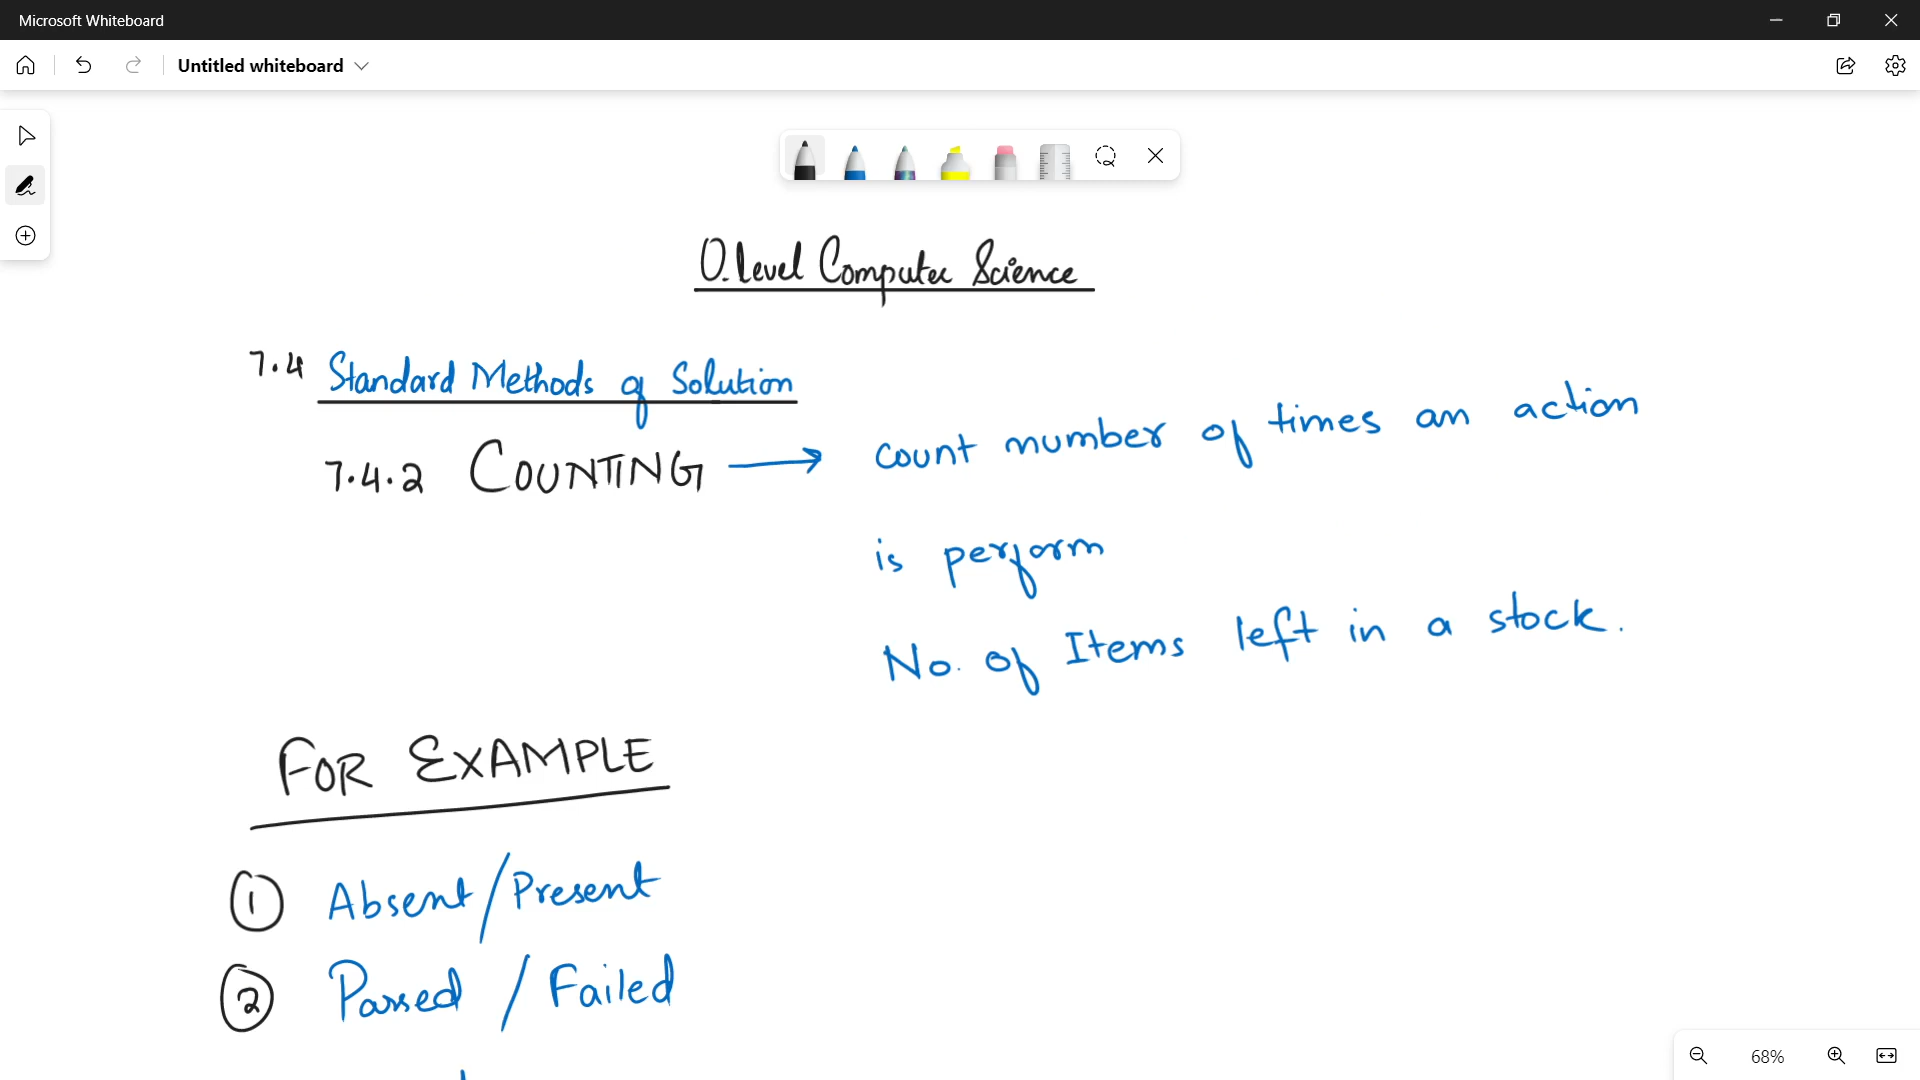 Microsoft Whiteboard
Untitled whiteboard
O.level Computer Science
7.4 Standard Methods of Solution
7.4.2 COUNTING → count number of times an action
is perform
No. of Items left in a stock.
FOR EXAMPLE
① Absent/Present
② Passed / Failed
68%